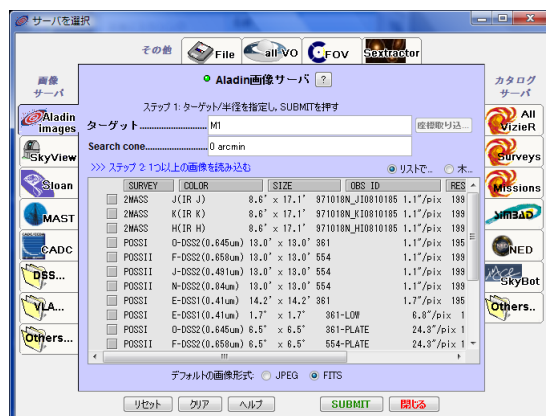 サーバを選択
その他
File
all-VO
FOV
Sextractor
画像
サーバ
カタログ
サーバ
Aladin画像サーバ ?
Aladin
images
SkyView
Sloan
MAST
CADC
DSS...
VLA...
Others...
All
VizieR
Surveys
Missions
SIMBAD
NED
SkyBot
Others..
ステップ 1: ターゲット/半径を指定し, SUBMITを押す
ターゲット M1 座標取り込...
Search cone 0 arcmin
>>> ステップ 2: 1つ以上の画像を読み込む リストで... 木...
SURVEY COLOR SIZE OBS ID RES
2MASS J(IR J) 8.6' x 17.1' 971018N_JI0810185 1.1"/pix 199
2MASS K(IR K) 8.6' x 17.1' 971018N_KI0810185 1.1"/pix 199
2MASS H(IR H) 8.6' x 17.1' 971018N_HI0810185 1.1"/pix 199
POSSI O-DSS2(0.645um) 13.0' x 13.0' 361 1.1"/pix 195
POSSII F-DSS2(0.658um) 13.0' x 13.0' 554 1.1"/pix 199
POSSII J-DSS2(0.491um) 13.0' x 13.0' 554 1.1"/pix 199
POSSII N-DSS2(0.84um) 13.0' x 13.0' 554 1.1"/pix 199
POSSI E-DSS1(0.41um) 14.2' x 14.2' 361 1.7"/pix 195
POSSI E-DSS1(0.41um) 1.7° x 1.7° 361-LOW 6.8"/pix 1
POSSI O-DSS2(0.645um) 6.5° x 6.5° 361-PLATE 24.3"/pix 1
POSSII F-DSS2(0.658um) 6.5° x 6.5° 554-PLATE 24.3"/pix 1
デフォルトの画像形式: JPEG FITS
リセット クリア ヘルプ SUBMIT 閉じる